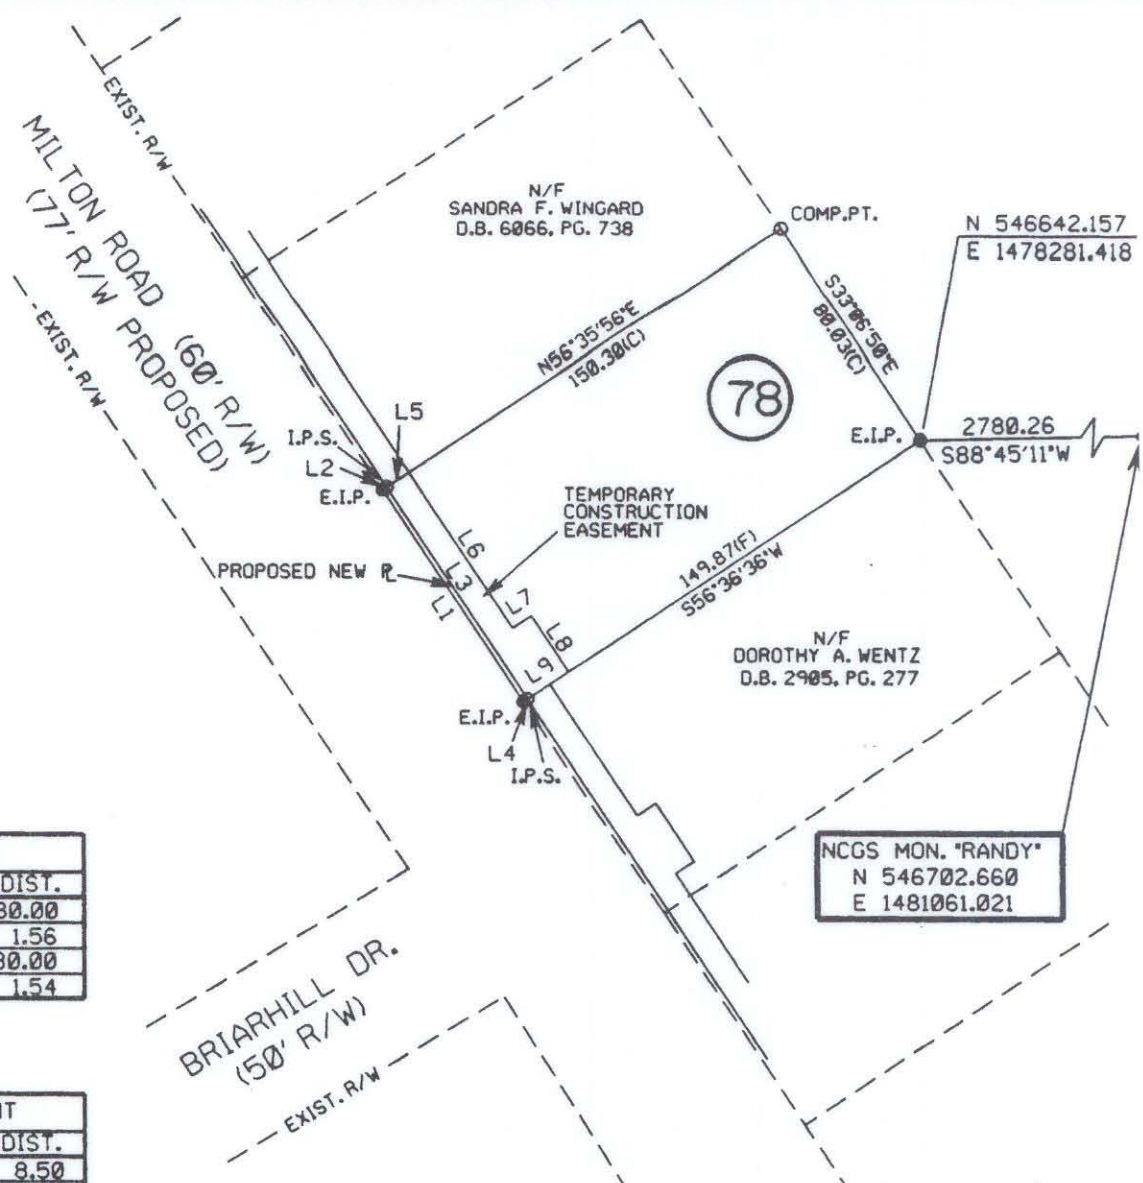 EXIST. R/W
MILTON ROAD (60' R/W)
(77' R/W PROPOSED)
EXIST. R/W
N/F
SANDRA F. WINGARD
D.B. 6066, PG. 738
COMP.PT.
N 546642.157
E 1478281.418
N56°35'56"E
150.30(C)
S33°06'50"E
80.03(C)
78
E.I.P.
2780.26
S88°45'11"W
L5
I.P.S.
L2
E.I.P.
TEMPORARY
CONSTRUCTION
EASEMENT
L6
PROPOSED NEW PL
L3
L1
L7
L8
149.87(F)
S56°36'36"W
L9
N/F
DOROTHY A. WENTZ
D.B. 2905, PG. 277
E.I.P.
L4
I.P.S.
NCGS MON. "RANDY"
N 546702.660
E 1481061.021
DIST.
80.00
1.56
80.00
1.54
BRIARHILL DR.
(50' R/W)
EXIST. R/W
DIST.
8.50